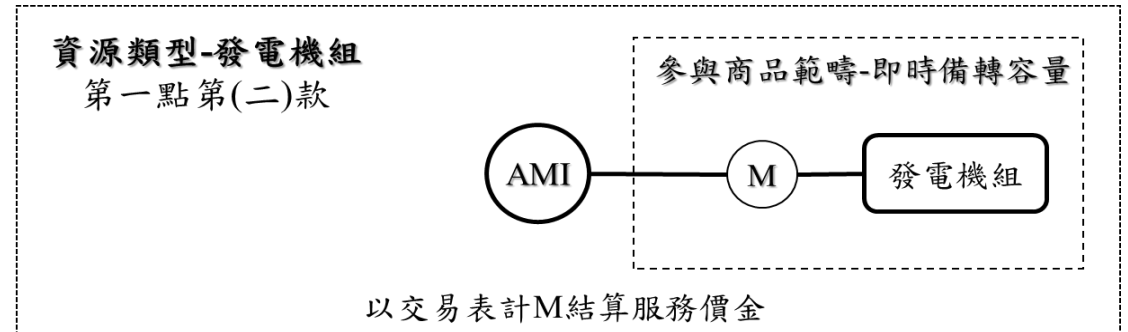 資源類型-發電機組
第一點第(二)款
參與商品範疇-即時備轉容量
AMI
M
發電機組
以交易表計M結算服務價金